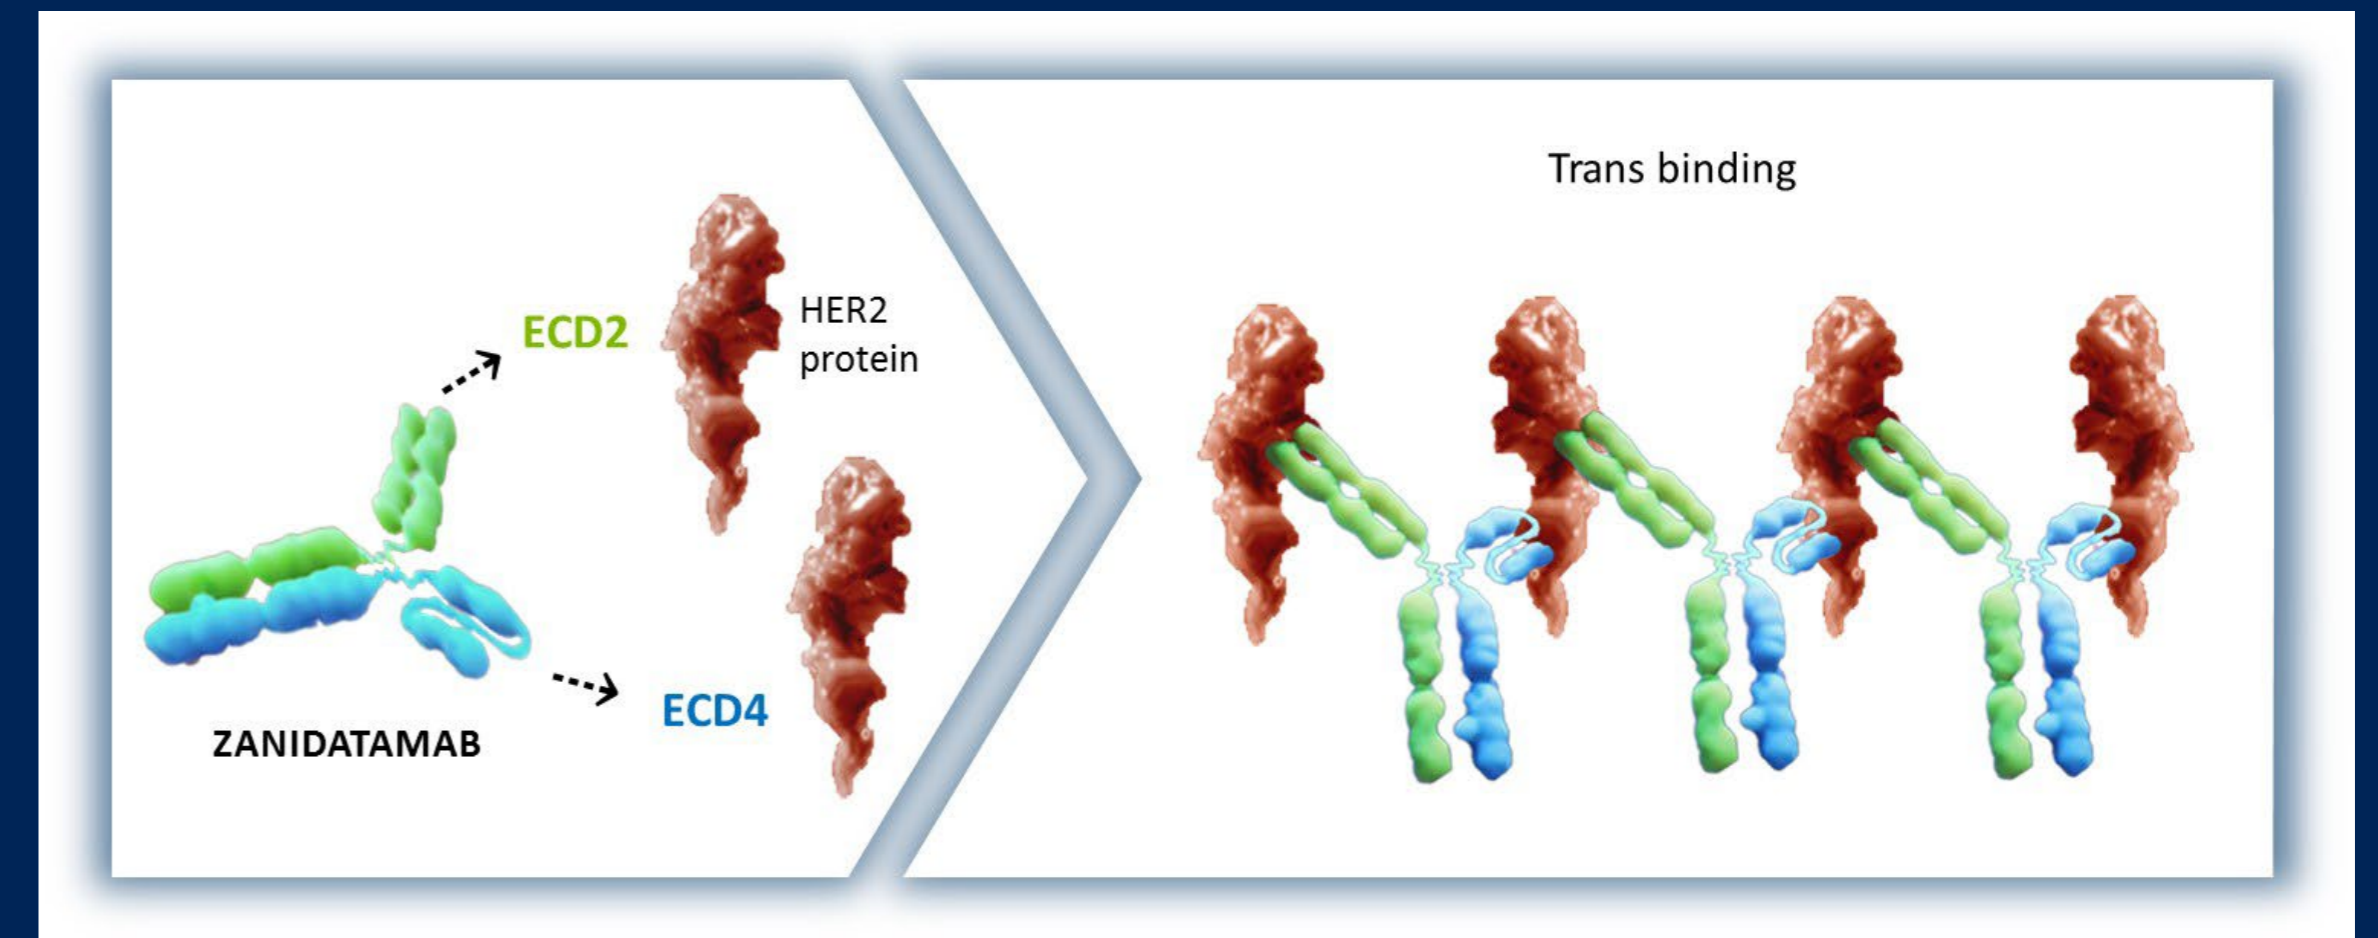 Trans binding
ECD2
HER2
protein
ECD4
ZANIDATAMAB